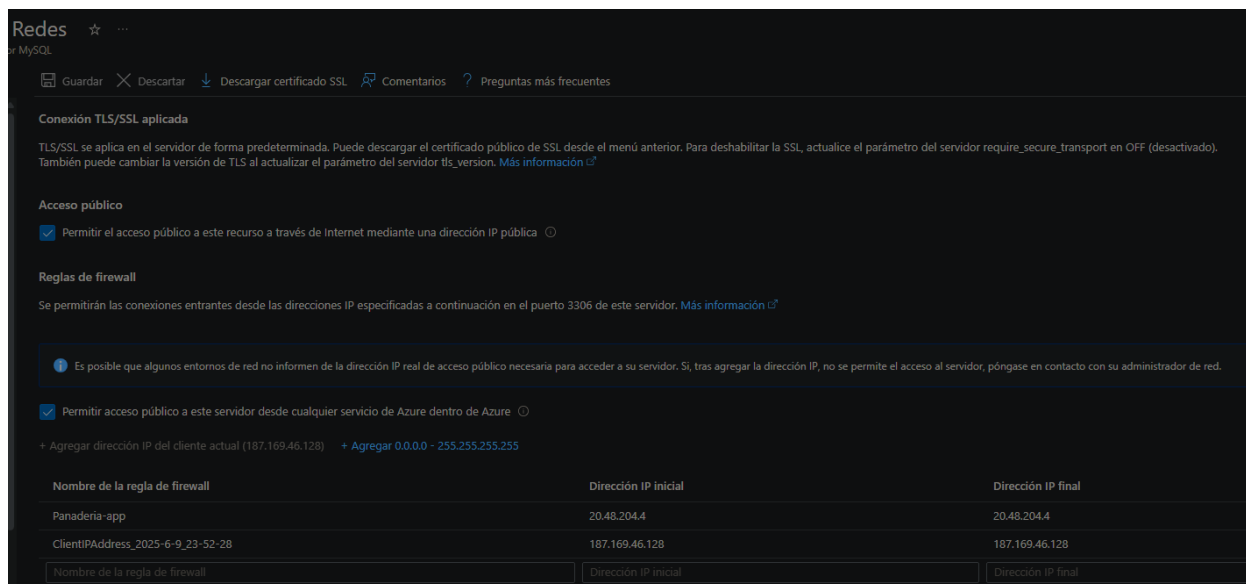 Redes
or MySQL
Guardar Descartar Descargar certificado SSL Comentarios Preguntas más frecuentes
Conexión TLS/SSL aplicada
TLS/SSL se aplica en el servidor de forma predeterminada. Puede descargar el certificado público de SSL desde el menú anterior. Para deshabilitar la SSL, actualice el parámetro del servidor require_secure_transport en OFF (desactivado).
También puede cambiar la versión de TLS al actualizar el parámetro del servidor tls_version. Más información
Acceso público
Permitir el acceso público a este recurso a través de Internet mediante una dirección IP pública
Reglas de firewall
Se permitirán las conexiones entrantes desde las direcciones IP especificadas a continuación en el puerto 3306 de este servidor. Más información
Es posible que algunos entornos de red no informen de la dirección IP real de acceso público necesaria para acceder a su servidor. Si, tras agregar la dirección IP, no se permite el acceso al servidor, póngase en contacto con su administrador de red.
Permitir acceso público a este servidor desde cualquier servicio de Azure dentro de Azure
+ Agregar dirección IP del cliente actual (187.169.46.128) + Agregar 0.0.0.0 - 255.255.255.255
Nombre de la regla de firewall Dirección IP inicial Dirección IP final
Panaderia-app 20.48.204.4 20.48.204.4
ClientIPAddress_2025-6-9_23-52-28 187.169.46.128 187.169.46.128
Nombre de la regla de firewall Dirección IP inicial Dirección IP final